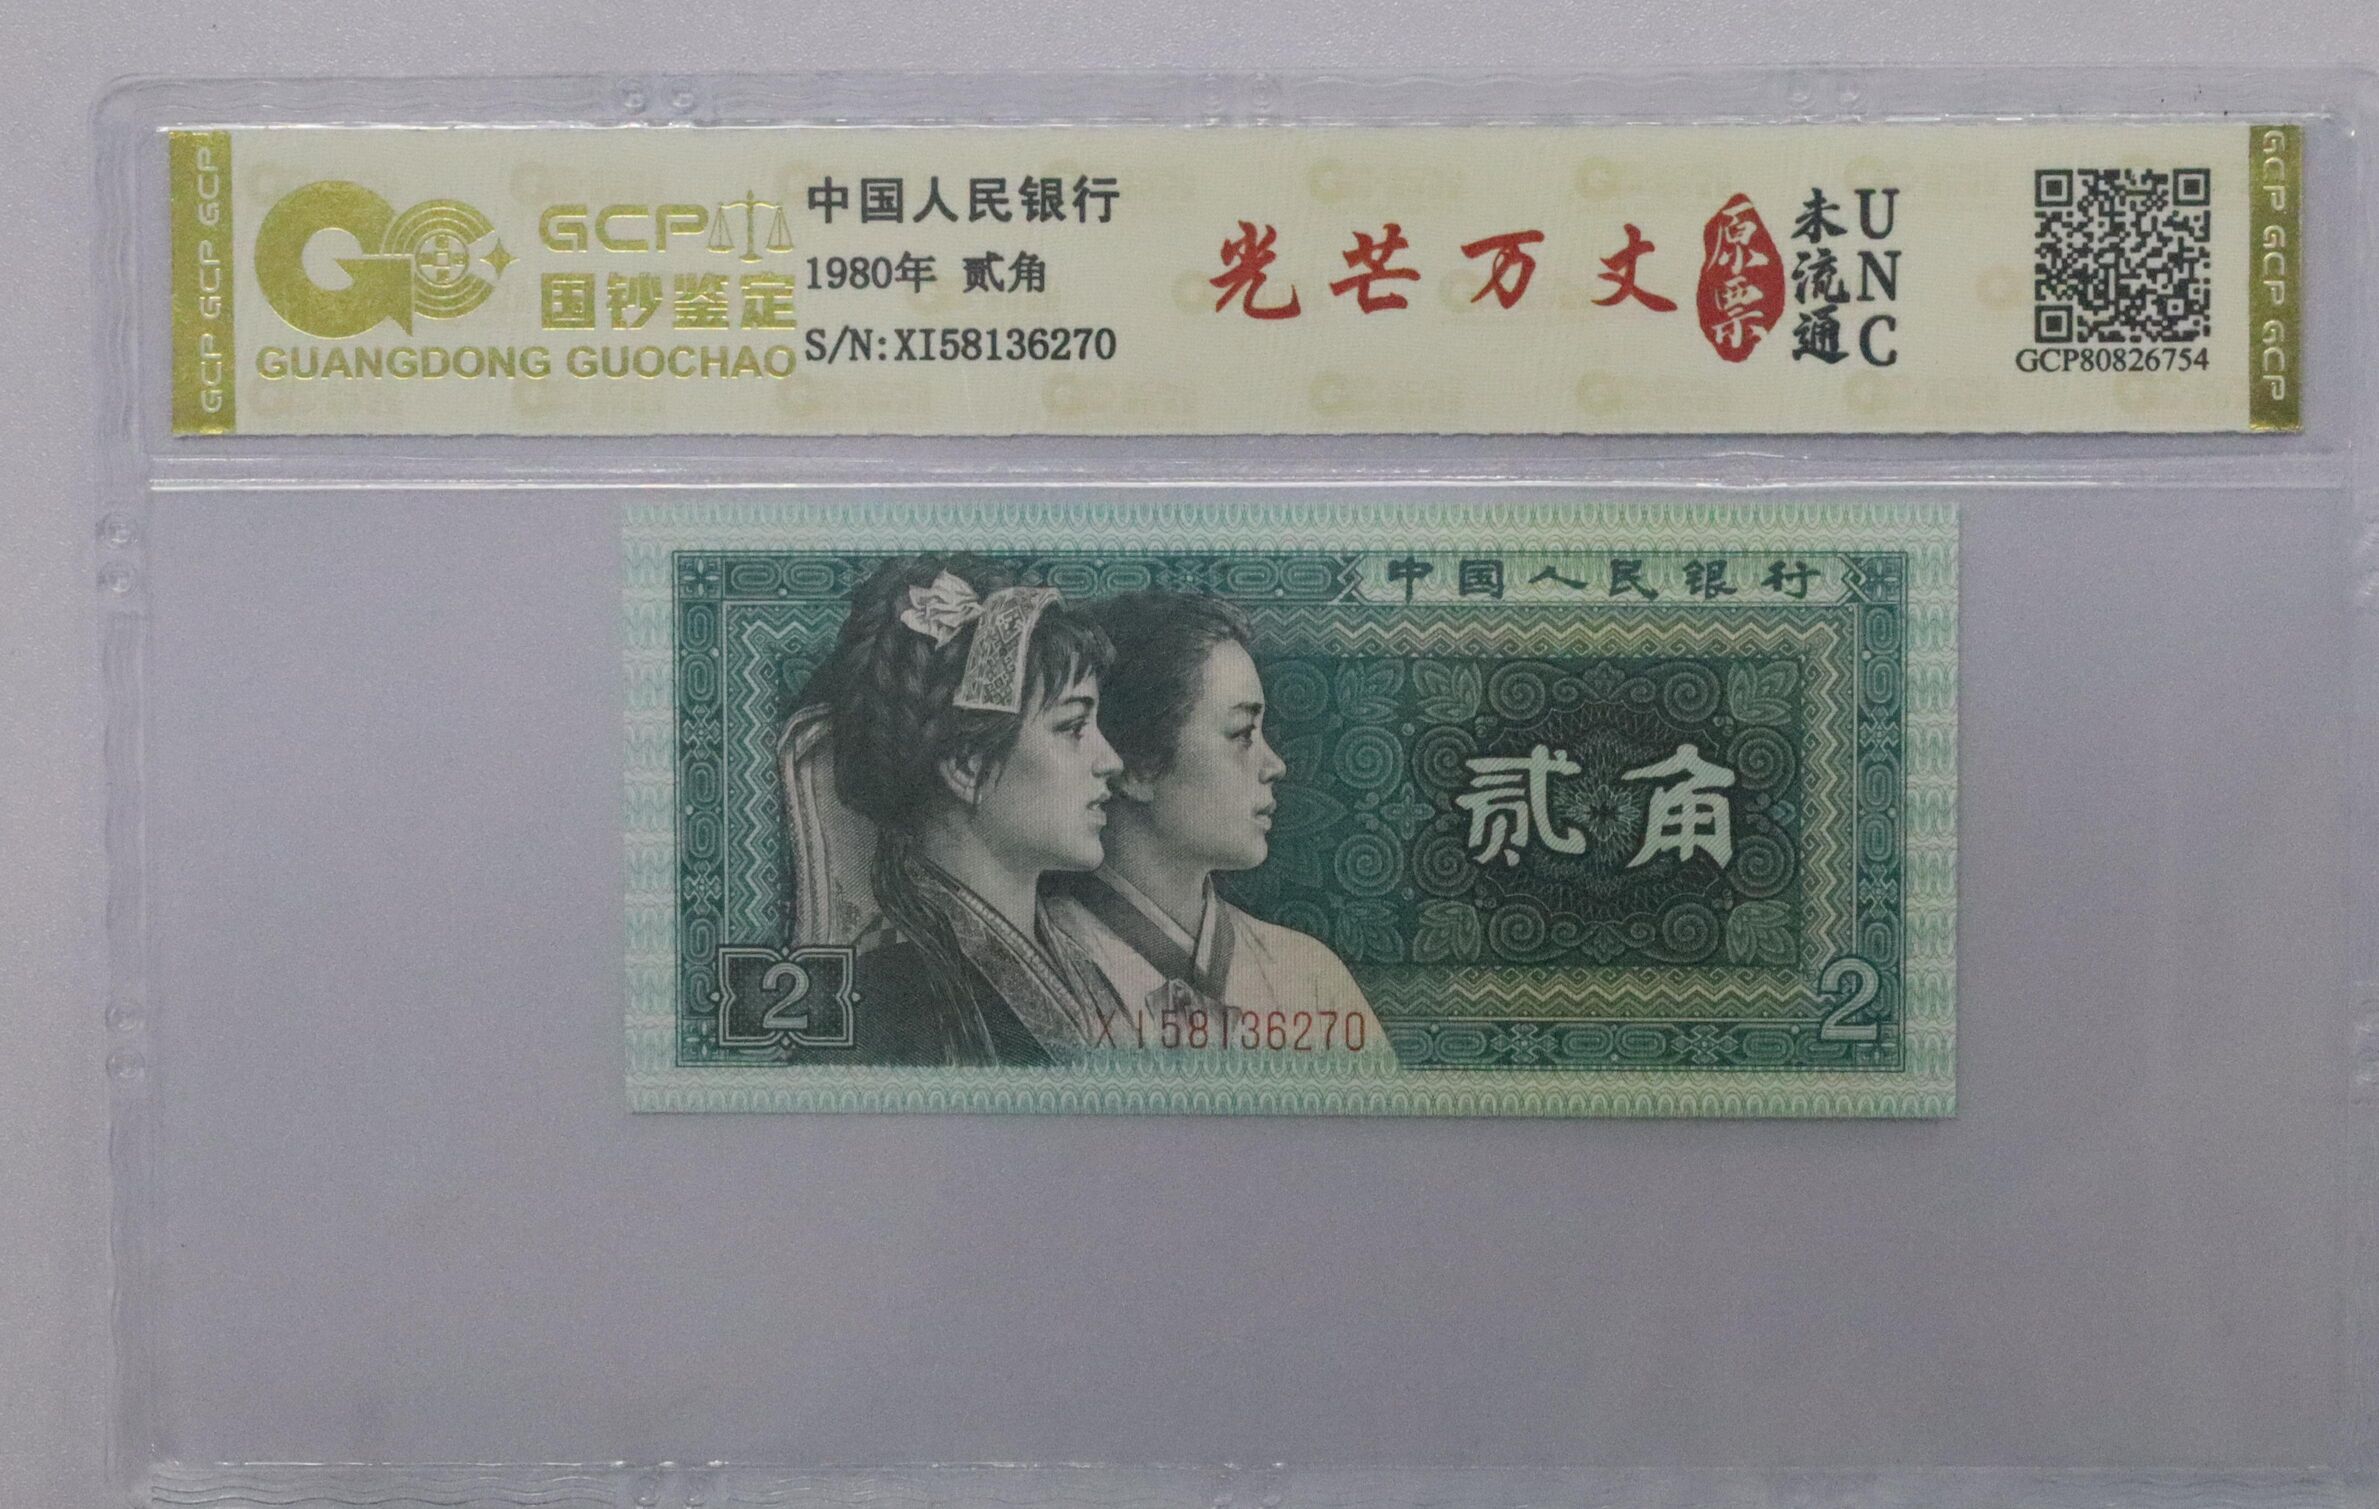 GCP GCP GCP
GCP
国钞鉴定
GUANGDONG GUOCHAO
中国人民银行
1980年 贰角
S/N:XI58136270
光芒万丈
原票
未流通
UNC
GCP80826754
GCP GCP GCP
中国人民银行
贰角
2
XI58136270
2